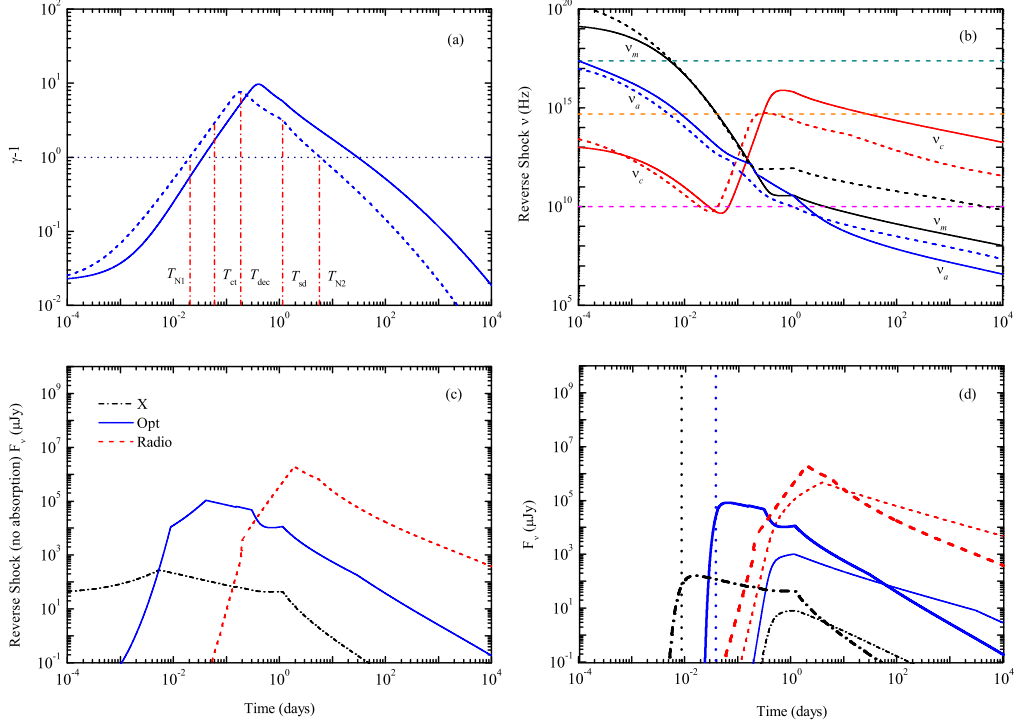 (a)
γ-1
10²
10¹
10⁰
10⁻¹
10⁻²
T_N1
T_ct
T_dec
T_sd
T_N2
10⁻⁴
10⁻²
10⁰
10²
10⁴
(b)
Reverse Shock ν (Hz)
10²⁰
10¹⁵
10¹⁰
10⁵
ν_m
ν_a
ν_c
ν_c
ν_m
ν_a
10⁻⁴
10⁻²
10⁰
10²
10⁴
(c)
Reverse Shock (no absorption) F_ν (μJy)
10⁹
10⁷
10⁵
10³
10¹
10⁻¹
X
Opt
Radio
10⁻⁴
10⁻²
10⁰
10²
10⁴
Time (days)
(d)
F_ν (μJy)
10⁹
10⁷
10⁵
10³
10¹
10⁻¹
10⁻⁴
10⁻²
10⁰
10²
10⁴
Time (days)